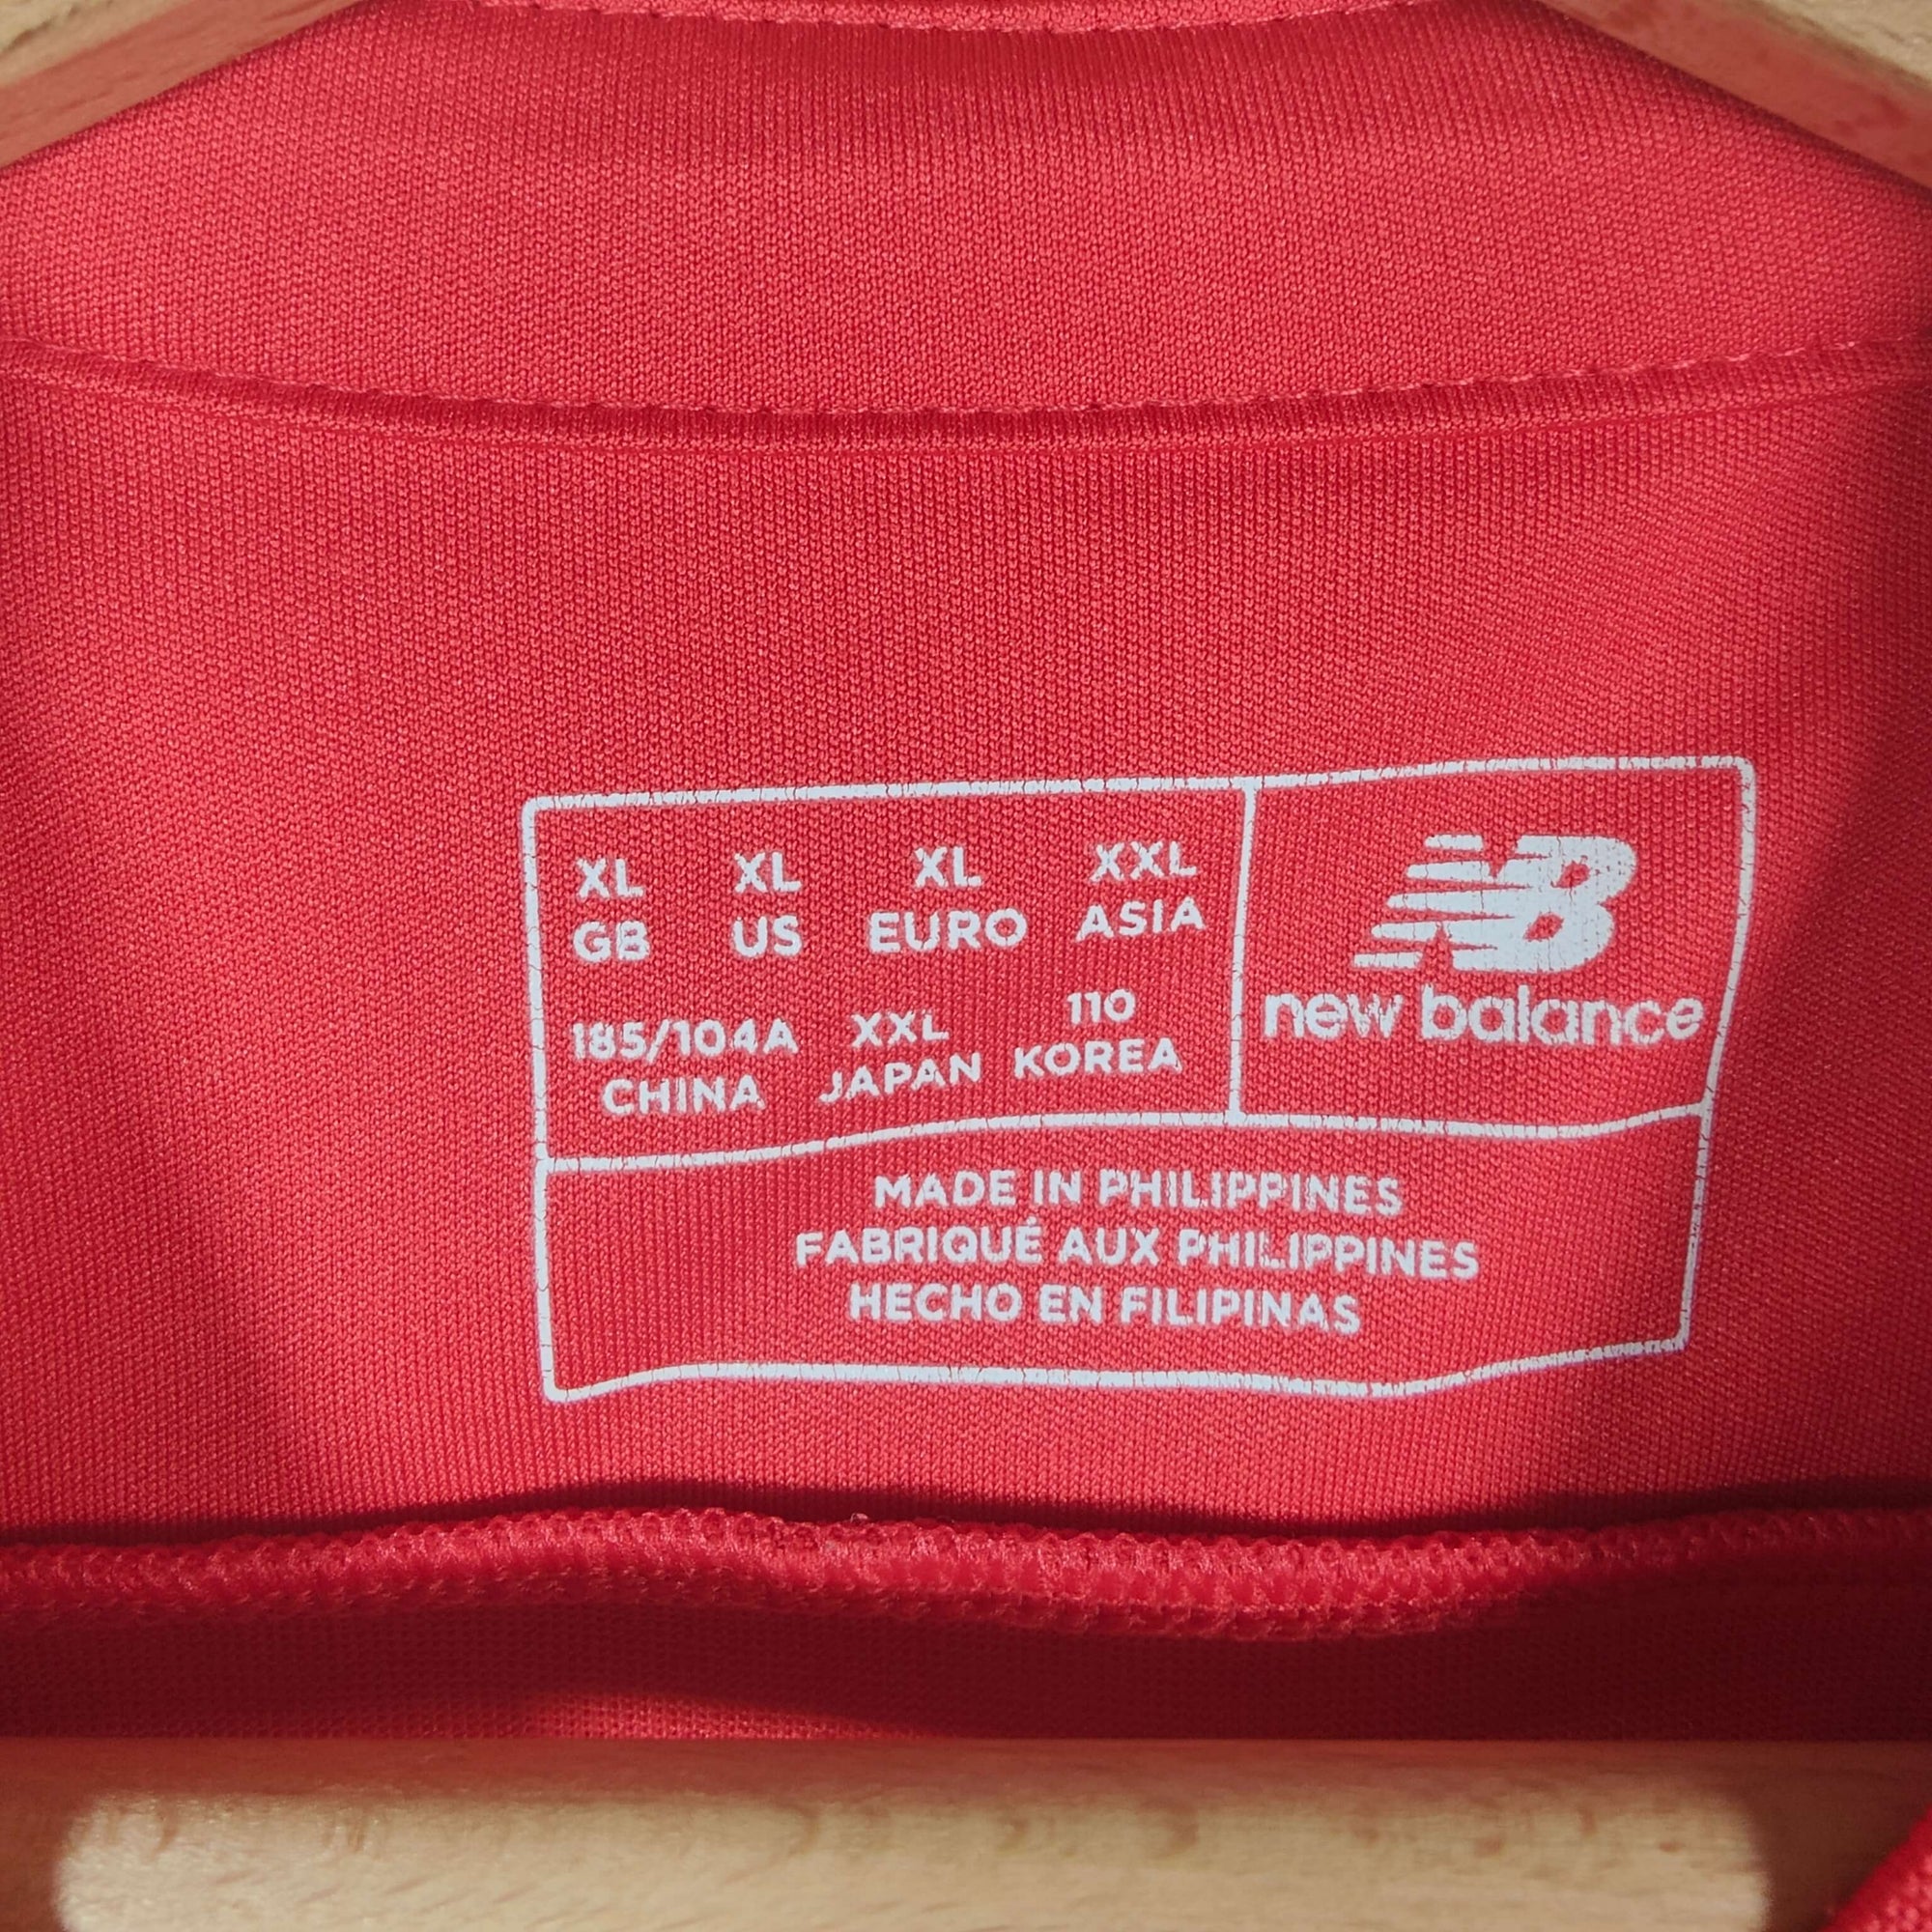 XL XL XL XXL
GB US EURO ASIA
185/104A XXL 110
CHINA JAPAN KOREA
NB
new balance
MADE IN PHILIPPINES
FABRIQUÉ AUX PHILIPPINES
HECHO EN FILIPINAS